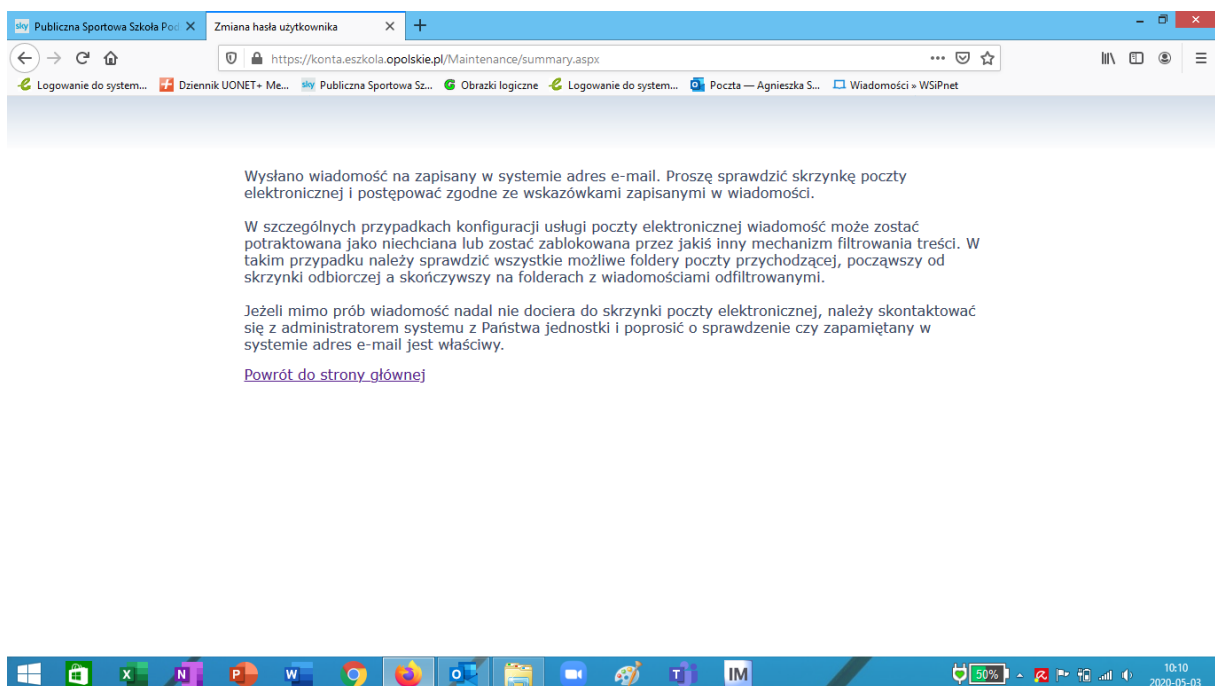 sky Publiczna Sportowa Szkoła Pod
Zmiana hasła użytkownika
https://konta.eszkola.opolskie.pl/Maintenance/summary.aspx
Logowanie do system... Dziennik UONET+ Me... sky Publiczna Sportowa Sz... G Obrazki logiczne Logowanie do system... Poczta — Agnieszka S... Wiadomości » WSiPnet
Wysłano wiadomość na zapisany w systemie adres e-mail. Proszę sprawdzić skrzynkę poczty
elektronicznej i postępować zgodne ze wskazówkami zapisanymi w wiadomości.
W szczególnych przypadkach konfiguracji usługi poczty elektronicznej wiadomość może zostać
potraktowana jako niechciana lub zostać zablokowana przez jakiś inny mechanizm filtrowania treści. W
takim przypadku należy sprawdzić wszystkie możliwe foldery poczty przychodzącej, począwszy od
skrzynki odbiorczej a skończywszy na folderach z wiadomościami odfiltrowanymi.
Jeżeli mimo prób wiadomość nadal nie dociera do skrzynki poczty elektronicznej, należy skontaktować
się z administratorem systemu z Państwa jednostki i poprosić o sprawdzenie czy zapamiętany w
systemie adres e-mail jest właściwy.
Powrót do strony głównej
X N P W o T IM 50% 10:10
2020-05-03